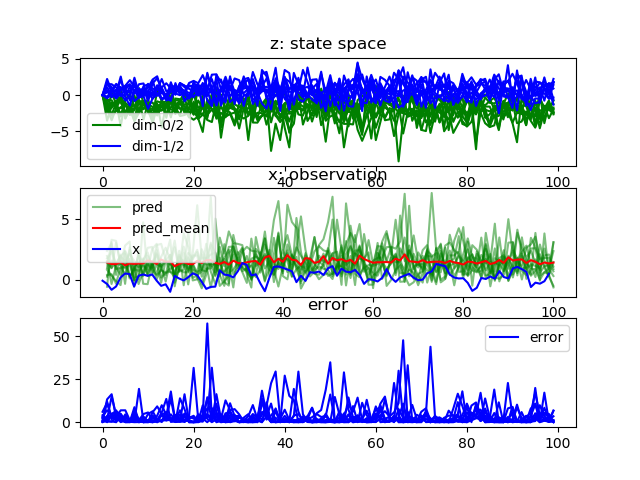 z: state space
5
0
−5
dim-0/2
dim-1/2
0 20 40 60 80 100
x: observation
5
0
pred
pred_mean
x
0 20 40 60 80 100
error
50
25
0
error
0 20 40 60 80 100